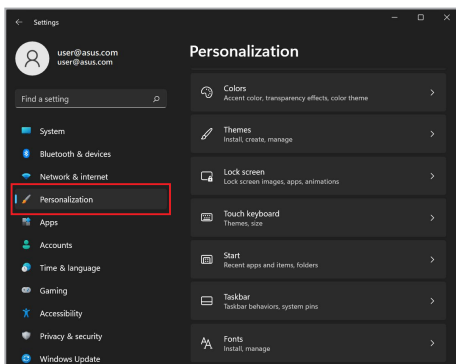 Settings
user@asus.com
user@asus.com
Find a setting
System
Bluetooth & devices
Network & internet
Personalization
Apps
Accounts
Time & language
Gaming
Accessibility
Privacy & security
Windows Update
Personalization
Colors
Accent color, transparency effects, color theme
Themes
Install, create, manage
Lock screen
Lock screen images, apps, animations
Touch keyboard
Themes, size
Start
Recent apps and items, folders
Taskbar
Taskbar behaviors, system pins
Fonts
Install, manage